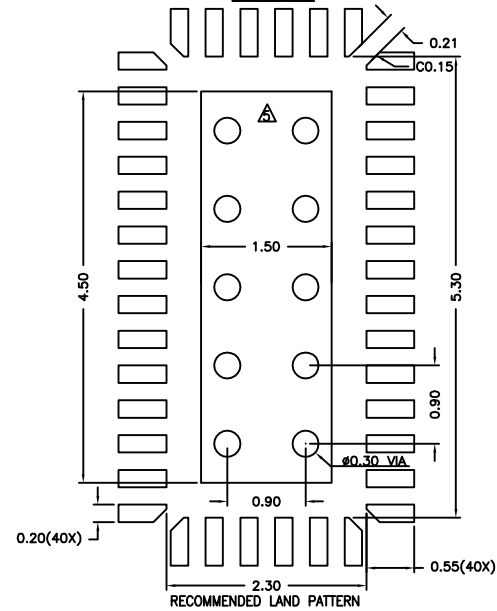 0.21
C0.15
5
1.50
4.50
5.30
0.90
ø0.30 VIA
0.90
0.20(40X)
0.55(40X)
2.30
RECOMMENDED LAND PATTERN